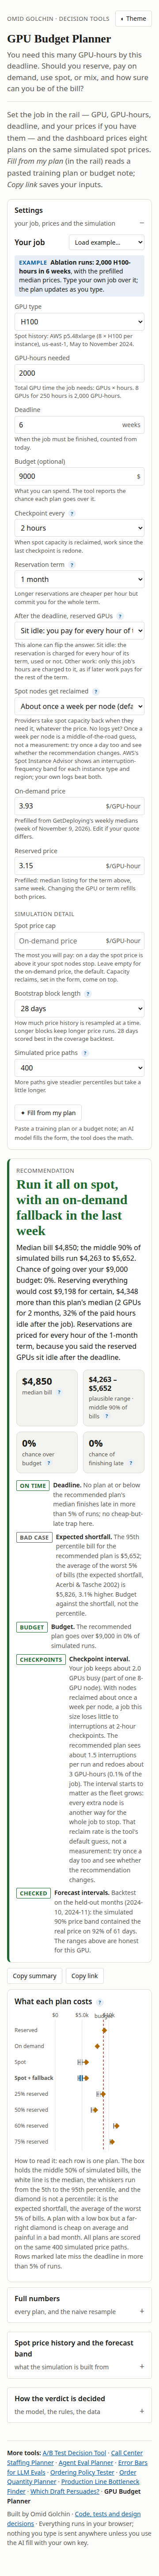 OMID GOLCHIN · DECISION TOOLS
◐ Theme
GPU Budget Planner
You need this many GPU-hours by this
deadline. Should you reserve, pay on
demand, use spot, or mix, and how sure
can you be of the bill?
Set the job in the rail — GPU, GPU-hours,
deadline, and your prices if you have
them — and the dashboard prices eight
plans on the same simulated spot prices.
Fill from my plan (in the rail) reads a
pasted training plan or budget note;
Copy link saves your inputs.
Settings
your job, prices and the simulation
−
Your job
Load example…
EXAMPLE Ablation runs: 2,000 H100-
hours in 6 weeks, with the prefilled
median prices. Type your own job over it;
the plan updates as you type.
GPU type
H100
Spot history: AWS p5.48xlarge (8 × H100 per
instance), us-east-1, May to November 2024.
GPU-hours needed
2000
Total GPU time the job needs: GPUs × hours. 8
GPUs for 250 hours is 2,000 GPU-hours.
Deadline
6
weeks
When the job must be finished, counted from
today.
Budget (optional)
9000
$
What you can spend. The tool reports the
chance each plan goes over it.
Checkpoint every ?
2 hours
When spot capacity is reclaimed, work since the
last checkpoint is redone.
Reservation term ?
1 month
Longer reservations are cheaper per hour but
commit you for the whole term.
After the deadline, reserved GPUs ?
Sit idle: you pay for every hour of t
This alone can flip the answer: Sit idle: the
reservation is charged for every hour of its
term, used or not. Other work: only this job's
hours are charged to it, as if later work pays for
the rest of the term.
Spot nodes get reclaimed ?
About once a week per node (defa
Providers take spot capacity back when they
need it, whatever the price. No logs yet? Once a
week per node is a middle-of-the-road guess,
not a measurement: try once a day and see
whether the recommendation changes. AWS's
Spot Instance Advisor shows an interruption-
frequency band for each instance type and
region; your own logs beat both.
On-demand price
3.93
$/GPU-hour
Prefilled from GetDeploying's weekly medians
(week of November 9, 2026). Edit if your quote
differs.
Reserved price
3.15
$/GPU-hour
Prefilled: median listing for the term above,
same week. Changing the GPU or term refills
both prices.
SIMULATION DETAIL
Spot price cap
On-demand price
$/GPU-hour
The most you will pay: on a day the spot price is
above it your spot nodes stop. Leave empty for
the on-demand price, the default. Capacity
reclaims, set in the form, come on top.
Bootstrap block length ?
28 days
How much price history is resampled at a time.
Longer blocks keep longer price runs. 28 days
scored best in the coverage backtest.
Simulated price paths ?
400
More paths give steadier percentiles but take a
little longer.
✦ Fill from my plan
Paste a training plan or a budget note; an AI
model fills the form, the tool does the math.
RECOMMENDATION
Run it all on spot,
with an on-demand
fallback in the last
week
Median bill $4,850; the middle 90% of
simulated bills run $4,263 to $5,652.
Chance of going over your $9,000
budget: 0%. Reserving everything
would cost $9,198 for certain, $4,348
more than this plan's median (2 GPUs
for 2 months, 32% of the paid hours
idle after the job). Reservations are
priced for every hour of the 1-month
term, because you said the reserved
GPUs sit idle after the deadline.
$4,850
median bill ?
$4,263 –
$5,652
plausible range ·
middle 90% of
bills ?
0%
chance over
budget ?
0%
chance of
finishing late ?
ON TIME Deadline. No plan at or below
the recommended plan's
median finishes late in more
than 5% of runs; no cheap-but-
late trap here.
BAD CASE Expected shortfall. The 95th
percentile bill for the
recommended plan is $5,652;
the average of the worst 5%
of bills (the expected shortfall,
Acerbi & Tasche 2002) is
$5,826, 3.1% higher. Budget
against the shortfall, not the
percentile.
BUDGET Budget. The recommended
plan goes over $9,000 in 0% of
simulated runs.
CHECKPOINTS Checkpoint interval.
Your job keeps about 2.0
GPUs busy (part of one 8-
GPU node). With nodes
reclaimed about once a
week per node, a job this
size loses little to
interruptions at 2-hour
checkpoints. The
recommended plan sees
about 1.5 interruptions
per run and redoes about
3 GPU-hours (0.1% of the
job). The interval starts to
matter as the fleet grows:
every extra node is
another way for the
whole job to stop. That
reclaim rate is the tool's
default guess, not a
measurement: try once a
day too and see whether
the recommendation
changes.
CHECKED Forecast intervals. Backtest
on the held-out months (2024-
10, 2024-11): the simulated
90% price band contained the
real price on 92% of days.
The ranges above are honest
for this GPU.
Copy summary
Copy link
What each plan costs ?
$0
$5.0k
budget
Reserved
On demand
Spot
Spot + fallback
25% reserved
50% reserved
60% reserved
75% reserved
How to read it: each row is one plan. The box
holds the middle 50% of simulated bills, the
white line is the median, the whiskers run
from the 5th to the 95th percentile, and the
diamond is not a percentile: it is the
expected shortfall, the average of the worst
5% of bills. A plan with a low box but a far-
right diamond is cheap on average and
painful in a bad month. All plans are scored
on the same 400 simulated price paths.
Rows marked late miss the deadline in more
than 5% of runs.
Full numbers
every plan, and the naive reserve example
+
Spot price history and the forecast
band
what the simulation is built from
+
How the verdict is decided
the model, the rules, the data
+
More tools: A/B Test Decision Tool · Call Center
Staffing Planner · Agent Eval Planner · Error Bars
for LLM Evals · Ordering Policy Tester · Order
Quantity Planner · Production Line Bottleneck
Finder · Which Draft Persuades? · GPU Budget
Planner
Built by Omid Golchin · Code, tests and design
decisions · Everything runs in your browser;
nothing you type is sent anywhere unless you use
the AI fill with your own key.